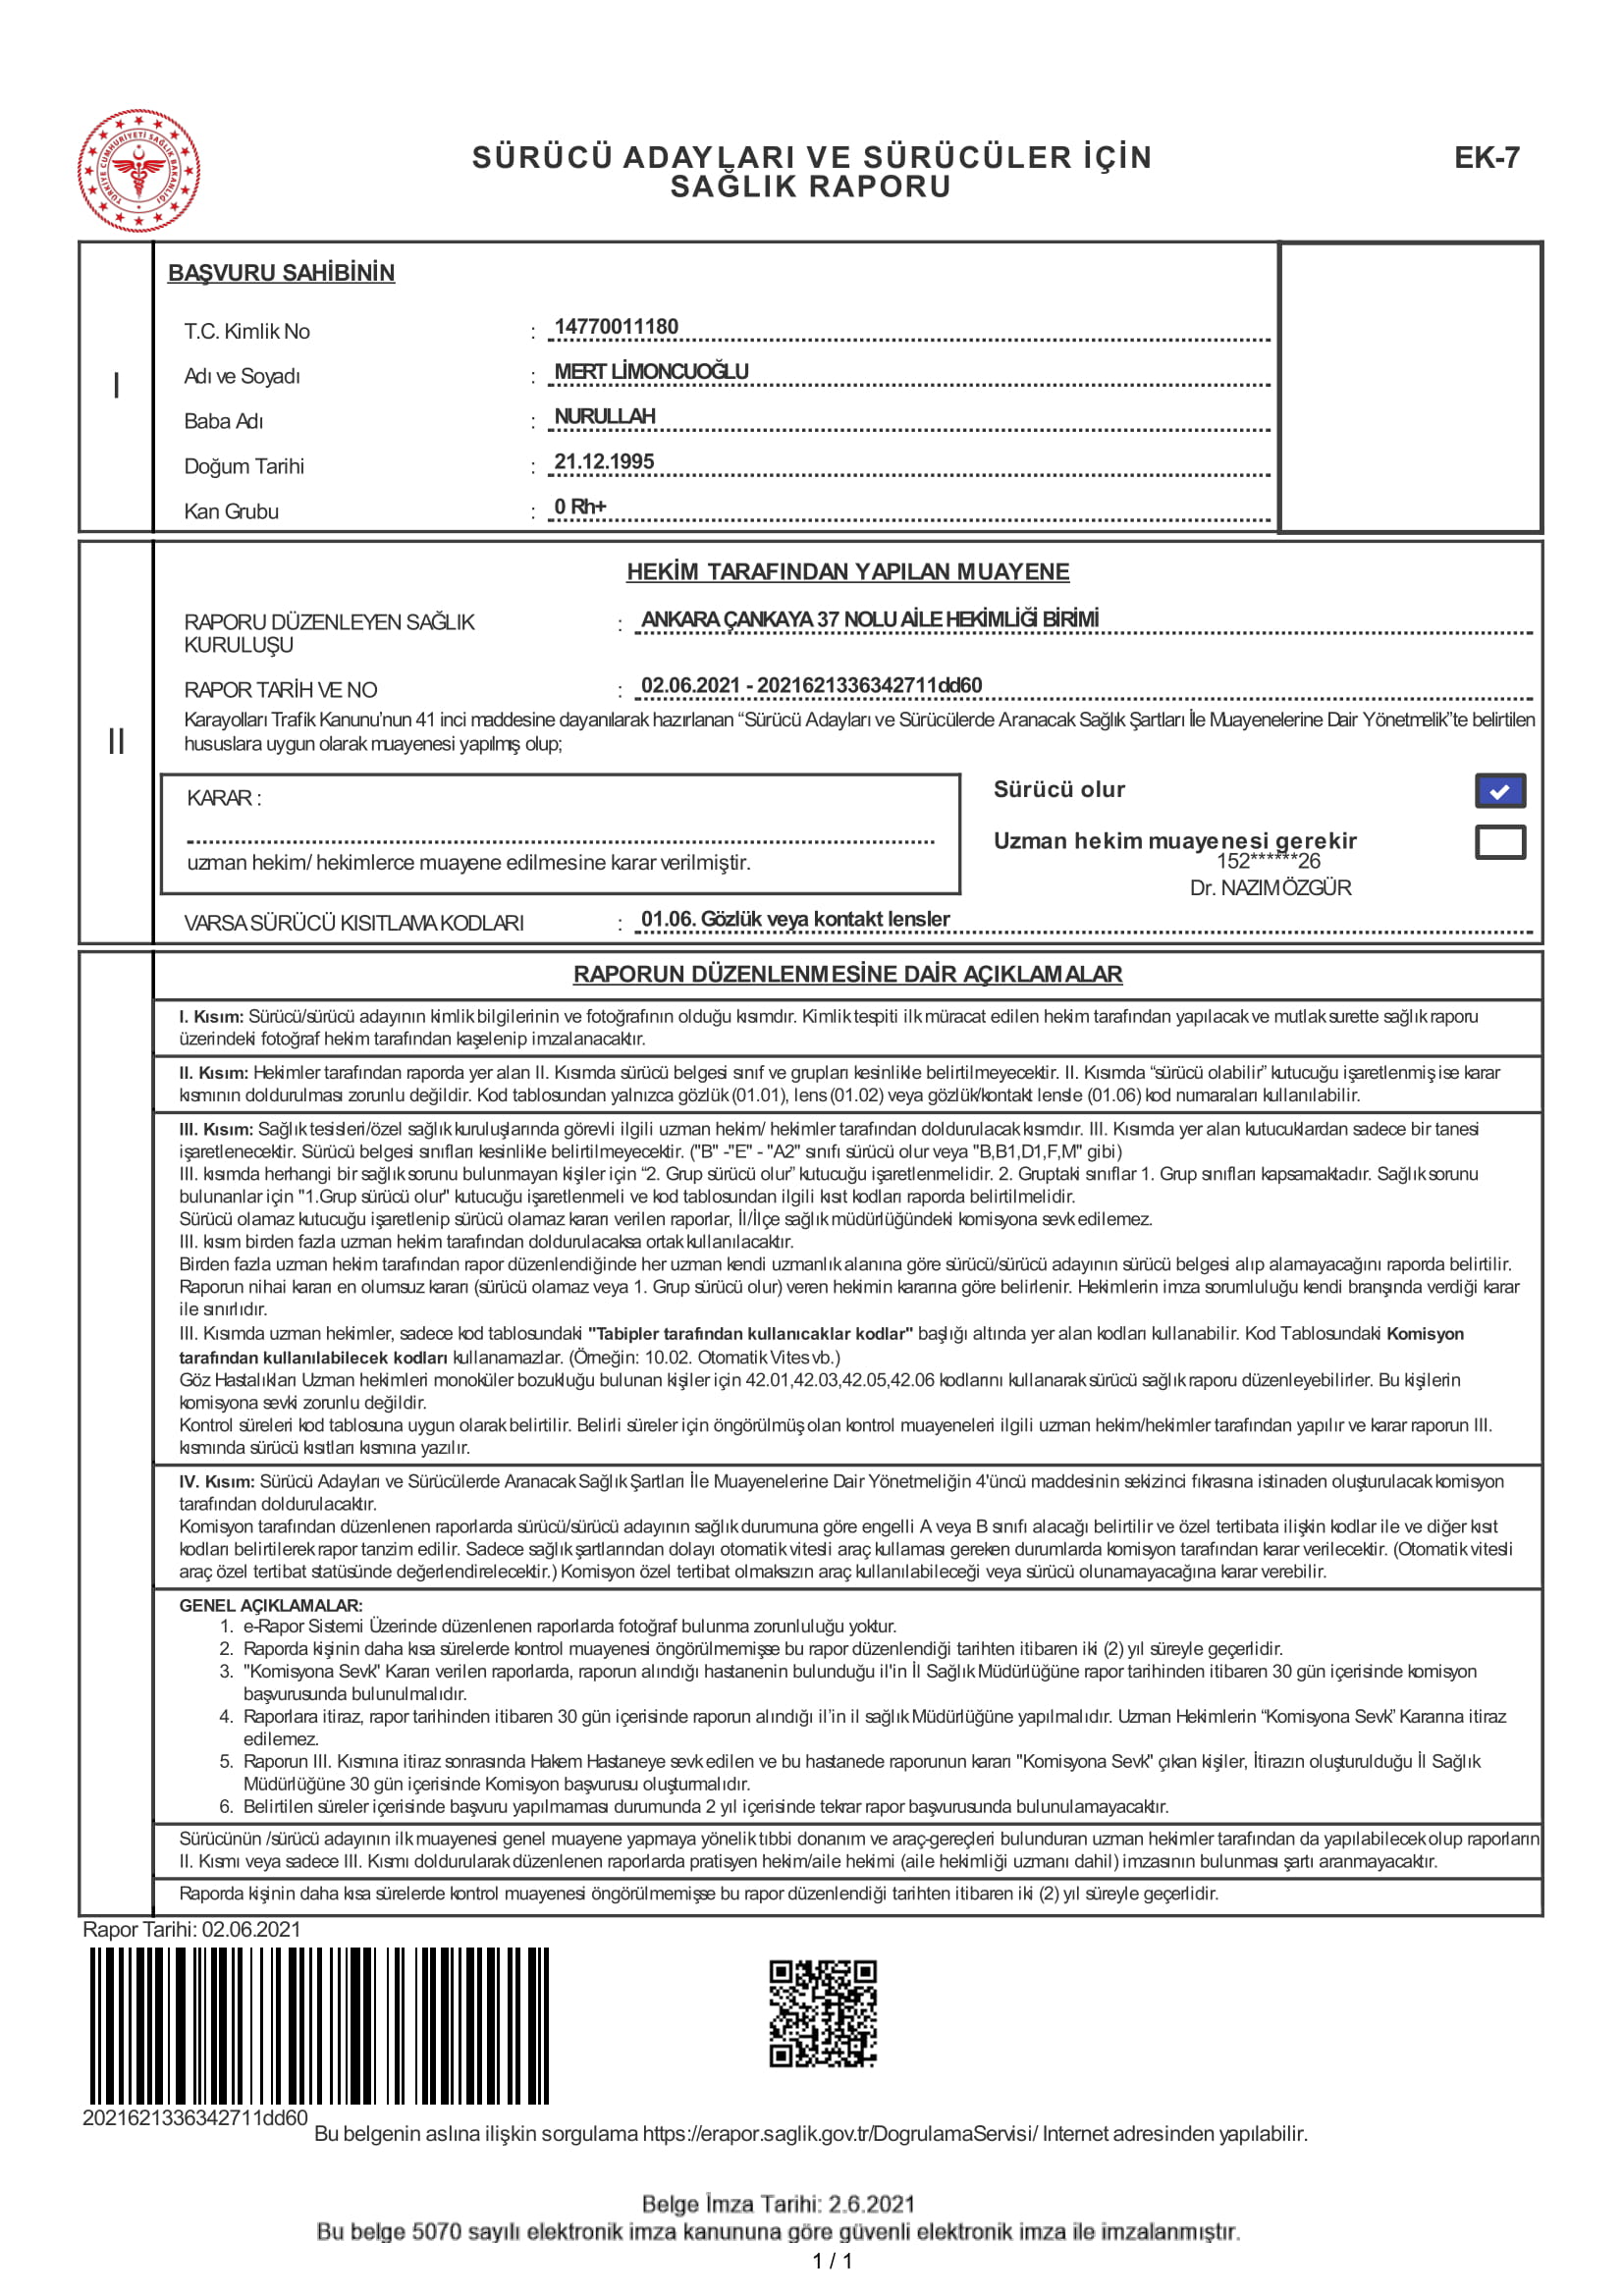 TÜRKİYE CUMHURİYETİ SAĞLIK BAKANLIĞI
SÜRÜCÜ ADAYLARI VE SÜRÜCÜLER İÇİN
SAĞLIK RAPORU
EK-7
I
BAŞVURU SAHİBİNİN
T.C. Kimlik No : 14770011180
Adı ve Soyadı : MERT LİMONCUOĞLU
Baba Adı : NURULLAH
Doğum Tarihi : 21.12.1995
Kan Grubu : 0 Rh+
II
HEKİM TARAFINDAN YAPILAN MUAYENE
RAPORU DÜZENLEYEN SAĞLIK
KURULUŞU : ANKARA ÇANKAYA 37 NOLU AİLE HEKİMLİĞİ BİRİMİ
RAPOR TARİH VE NO : 02.06.2021 - 2021621336342711dd60
Karayolları Trafik Kanunu’nun 41 inci maddesine dayanılarak hazırlanan “Sürücü Adayları ve Sürücülerde Aranacak Sağlık Şartları İle Muayenelerine Dair Yönetmelik”te belirtilen
hususlara uygun olarak muayenesi yapılmış olup;
KARAR :
uzman hekim/ hekimlerce muayene edilmesine karar verilmiştir.
Sürücü olur
Uzman hekim muayenesi gerekir
152******26
Dr. NAZIM ÖZGÜR
VARSA SÜRÜCÜ KISITLAMA KODLARI : 01.06. Gözlük veya kontakt lensler
RAPORUN DÜZENLENMESİNE DAİR AÇIKLAMALAR
I. Kısım: Sürücü/sürücü adayının kimlik bilgilerinin ve fotoğrafının olduğu kısımdır. Kimlik tespiti ilk müracat edilen hekim tarafından yapılacak ve mutlak surette sağlık raporu
üzerindeki fotoğraf hekim tarafından kaşelenip imzalanacaktır.
II. Kısım: Hekimler tarafından raporda yer alan II. Kısımda sürücü belgesi sınıf ve grupları kesinlikle belirtilmeyecektir. II. Kısımda “sürücü olabilir” kutucuğu işaretlenmiş ise karar
kısmının doldurulması zorunlu değildir. Kod tablosundan yalnızca gözlük (01.01), lens (01.02) veya gözlük/kontakt lensle (01.06) kod numaraları kullanılabilir.
III. Kısım: Sağlık tesisleri/özel sağlık kuruluşlarında görevli ilgili uzman hekim/ hekimler tarafından doldurulacak kısımdır. III. Kısımda yer alan kutucuklardan sadece bir tanesi
işaretlenecektir. Sürücü belgesi sınıfları kesinlikle belirtilmeyecektir. ("B" -"E" - "A2" sınıfı sürücü olur veya "B,B1,D1,F,M" gibi)
III. kısımda herhangi bir sağlık sorunu bulunmayan kişiler için “2. Grup sürücü olur” kutucuğu işaretlenmelidir. 2. Gruptaki sınıflar 1. Grup sınıfları kapsamaktadır. Sağlık sorunu
bulunanlar için "1.Grup sürücü olur" kutucuğu işaretlenmeli ve kod tablosundan ilgili kısıt kodları raporda belirtilmelidir.
Sürücü olamaz kutucuğu işaretlenip sürücü olamaz kararı verilen raporlar, İl/İlçe sağlık müdürlüğündeki komisyona sevk edilemez.
III. kısım birden fazla uzman hekim tarafından doldurulacaksa ortak kullanılacaktır.
Birden fazla uzman hekim tarafından rapor düzenlendiğinde her uzman kendi uzmanlık alanına göre sürücü/sürücü adayının sürücü belgesi alıp alamayacağını raporda belirtilir.
Raporun nihai kararı en olumsuz kararı (sürücü olamaz veya 1. Grup sürücü olur) veren hekimin kararına göre belirlenir. Hekimlerin imza sorumluluğu kendi branşında verdiği karar
ile sınırlıdır.
III. Kısımda uzman hekimler, sadece kod tablosundaki "Tabipler tarafından kullanıcaklar kodlar" başlığı altında yer alan kodları kullanabilir. Kod Tablosundaki Komisyon
tarafından kullanılabilecek kodları kullanamazlar. (Örneğin: 10.02. Otomatik Vites vb.)
Göz Hastalıkları Uzman hekimleri monoküler bozukluğu bulunan kişiler için 42.01,42.03,42.05,42.06 kodlarını kullanarak sürücü sağlık raporu düzenleyebilirler. Bu kişilerin
komisyona sevki zorunlu değildir.
Kontrol süreleri kod tablosuna uygun olarak belirtilir. Belirli süreler için öngörülmüş olan kontrol muayeneleri ilgili uzman hekim/hekimler tarafından yapılır ve karar raporun III.
kısmında sürücü kısıtları kısmına yazılır.
IV. Kısım: Sürücü Adayları ve Sürücülerde Aranacak Sağlık Şartları İle Muayenelerine Dair Yönetmeliğin 4'üncü maddesinin sekizinci fıkrasına istinaden oluşturulacak komisyon
tarafından doldurulacaktır.
Komisyon tarafından düzenlenen raporlarda sürücü/sürücü adayının sağlık durumuna göre engelli A veya B sınıfı alacağı belirtilir ve özel tertibata ilişkin kodlar ile ve diğer kısıt
kodları belirtilerek rapor tanzim edilir. Sadece sağlık şartlarından dolayı otomatik vitesli araç kullaması gereken durumlarda komisyon tarafından karar verilecektir. (Otomatik vitesli
araç özel tertibat statüsünde değerlendirelecektir.) Komisyon özel tertibat olmaksızın araç kullanılabileceği veya sürücü olunamayacağına karar verebilir.
GENEL AÇIKLAMALAR:
1. e-Rapor Sistemi Üzerinde düzenlenen raporlarda fotoğraf bulunma zorunluluğu yoktur.
2. Raporda kişinin daha kısa sürelerde kontrol muayenesi öngörülmemişse bu rapor düzenlendiği tarihten itibaren iki (2) yıl süreyle geçerlidir.
3. "Komisyona Sevk" Kararı verilen raporlarda, raporun alındığı hastanenin bulunduğu il'in İl Sağlık Müdürlüğüne rapor tarihinden itibaren 30 gün içerisinde komisyon
başvurusunda bulunulmalıdır.
4. Raporlara itiraz, rapor tarihinden itibaren 30 gün içerisinde raporun alındığı il’in il sağlık Müdürlüğüne yapılmalıdır. Uzman Hekimlerin “Komisyona Sevk” Kararına itiraz
edilemez.
5. Raporun III. Kısmına itiraz sonrasında Hakem Hastaneye sevk edilen ve bu hastanede raporunun kararı "Komisyona Sevk" çıkan kişiler, İtirazın oluşturulduğu İl Sağlık
Müdürlüğüne 30 gün içerisinde Komisyon başvurusu oluşturmalıdır.
6. Belirtilen süreler içerisinde başvuru yapılmaması durumunda 2 yıl içerisinde tekrar rapor başvurusunda bulunulamayacaktır.
Sürücünün /sürücü adayının ilk muayenesi genel muayene yapmaya yönelik tıbbi donanım ve araç-gereçleri bulunduran uzman hekimler tarafından da yapılabilecek olup raporların
II. Kısmı veya sadece III. Kısmı doldurularak düzenlenen raporlarda pratisyen hekim/aile hekimi (aile hekimliği uzmanı dahil) imzasının bulunması şartı aranmayacaktır.
Raporda kişinin daha kısa sürelerde kontrol muayenesi öngörülmemişse bu rapor düzenlendiği tarihten itibaren iki (2) yıl süreyle geçerlidir.
Rapor Tarihi: 02.06.2021
2021621336342711dd60
Bu belgenin aslına ilişkin sorgulama https://erapor.saglik.gov.tr/DogrulamaServisi/ Internet adresinden yapılabilir.
Belge İmza Tarihi: 2.6.2021
Bu belge 5070 sayılı elektronik imza kanununa göre güvenli elektronik imza ile imzalanmıştır.
1 / 1